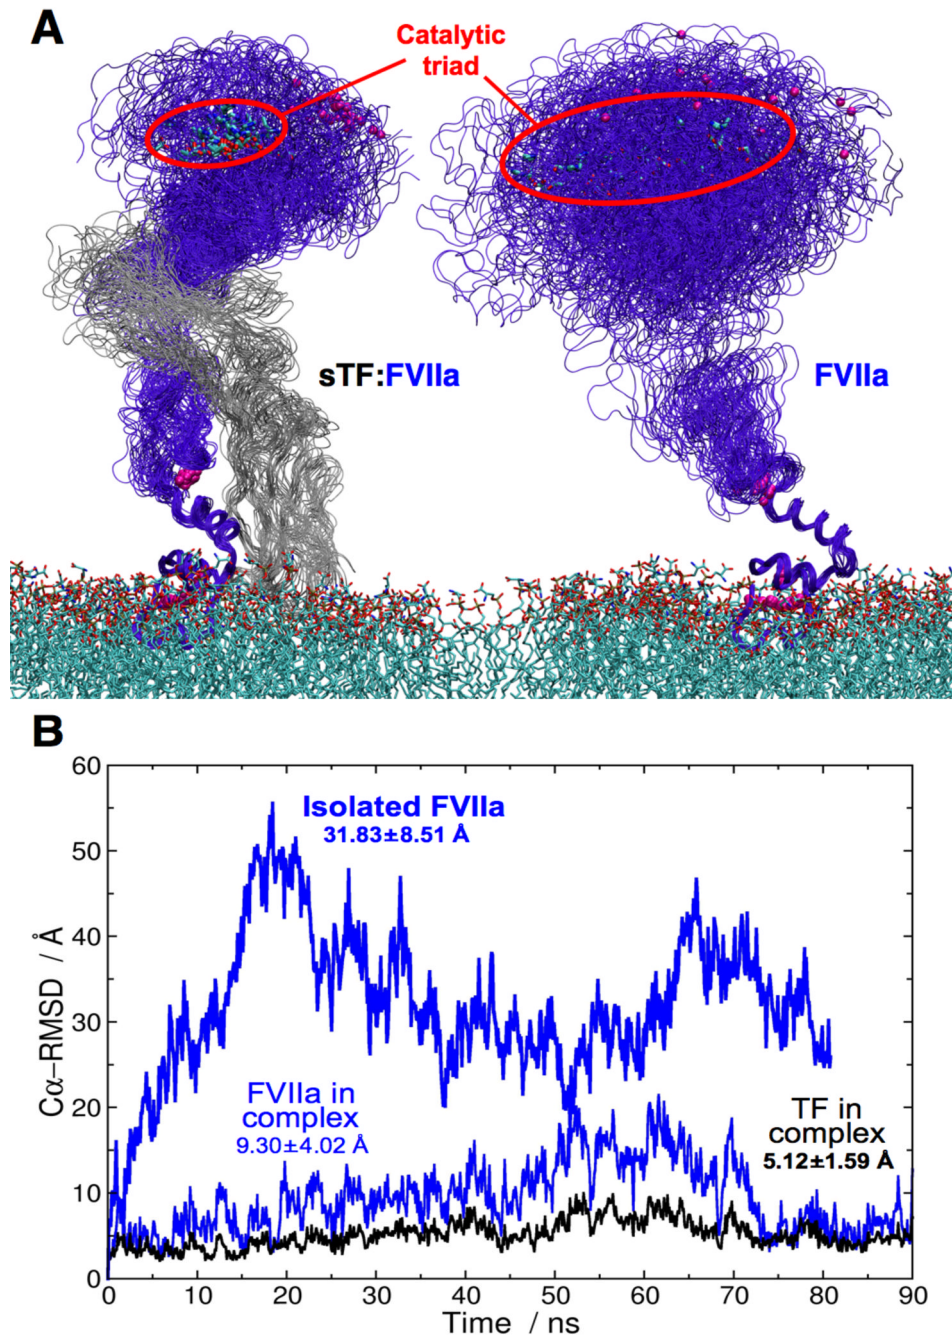 A
Catalytic
triad
sTF:FVIIa
FVIIa
B
60
50
40
30
20
10
0
Cα–RMSD / Å
Isolated FVIIa
31.83±8.51 Å
FVIIa in
complex
9.30±4.02 Å
TF in
complex
5.12±1.59 Å
0 10 20 30 40 50 60 70 80 90
Time / ns